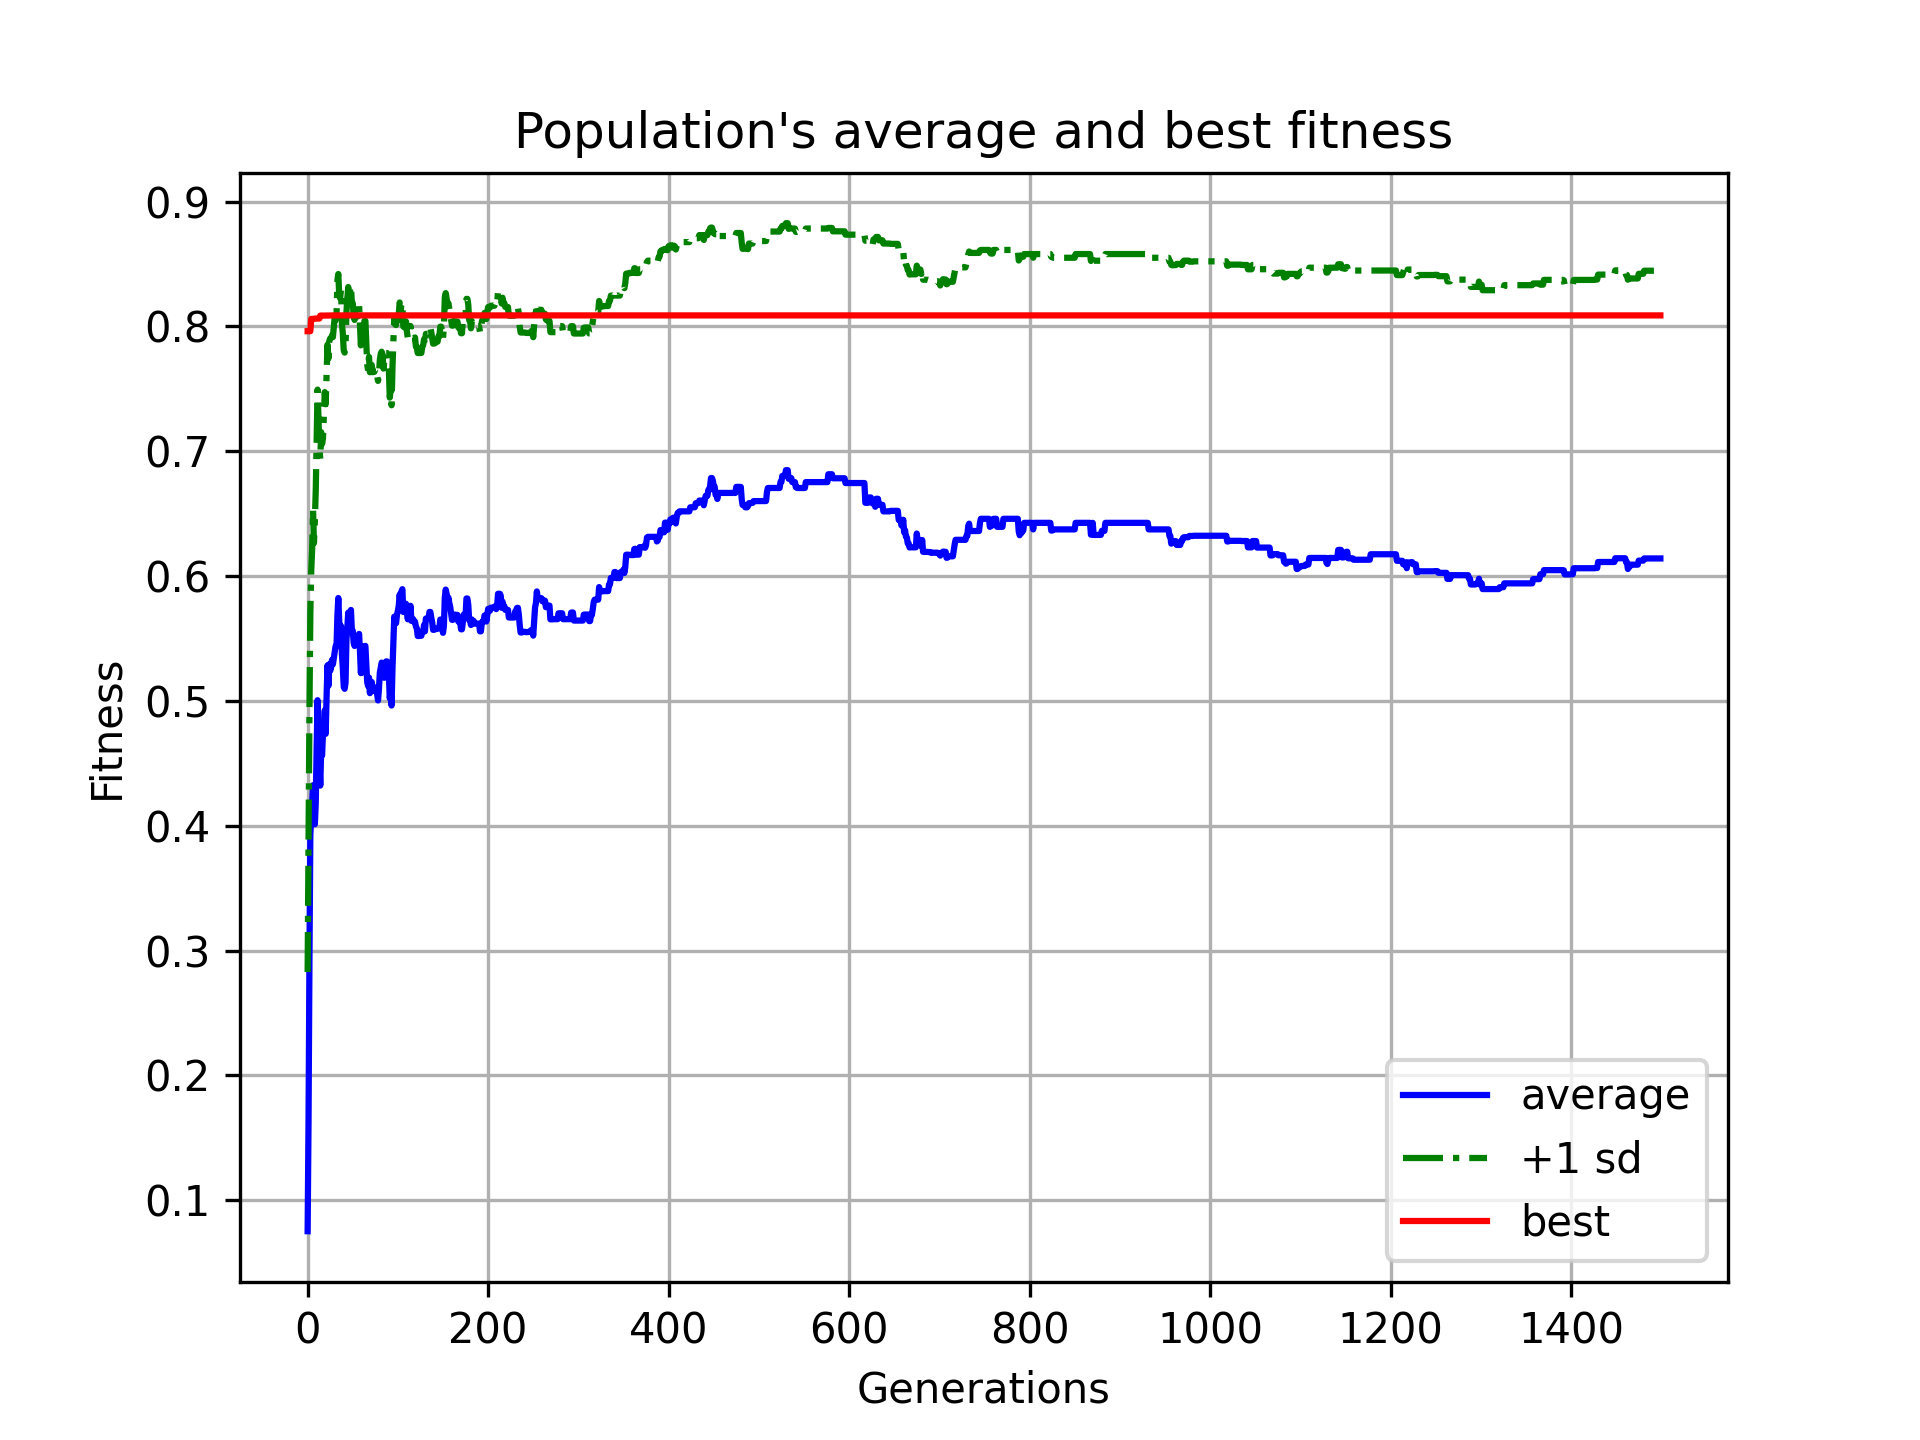 Population's average and best fitness
0.9
0.8
0.7
0.6
0.5
0.4
0.3
0.2
0.1
Fitness
average
+1 sd
best
0 200 400 600 800 1000 1200 1400
Generations